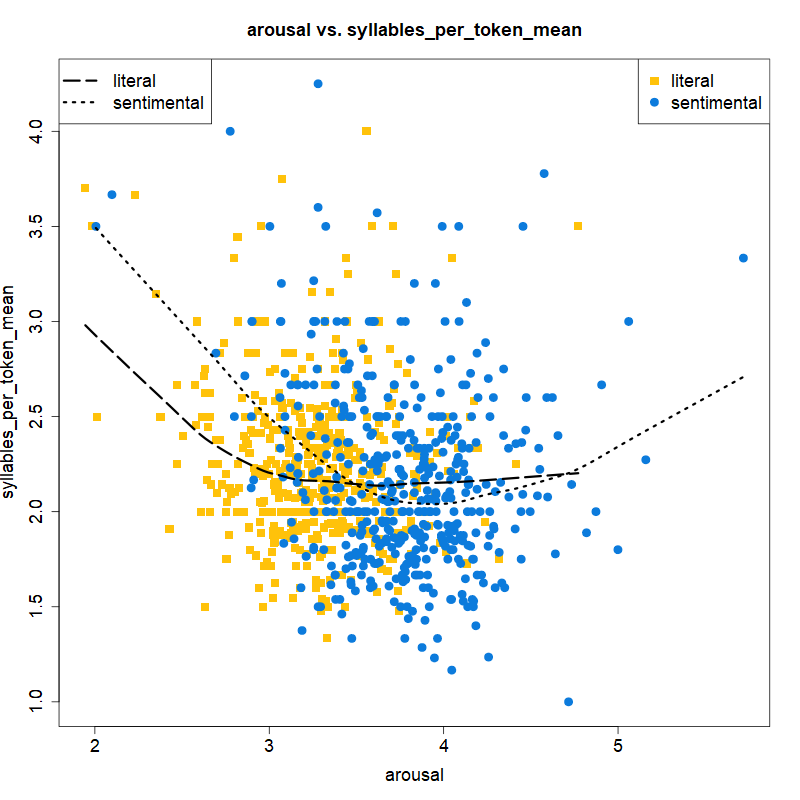 arousal vs. syllables_per_token_mean
literal
sentimental
literal
sentimental
syllables_per_token_mean
4.0
3.5
3.0
2.5
2.0
1.5
1.0
2 3 4 5
arousal